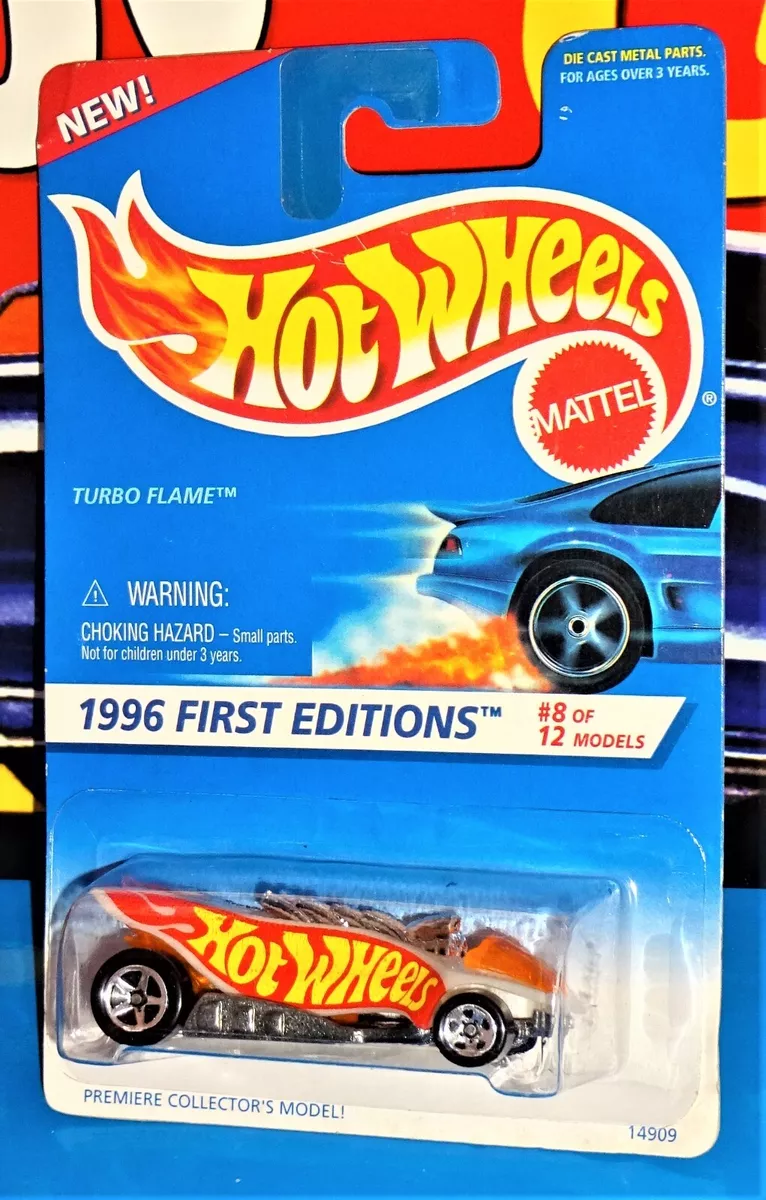 NEW!
DIE CAST METAL PARTS.
FOR AGES OVER 3 YEARS.
HOT WHEELS
MATTEL
®
TURBO FLAME™
WARNING:
CHOKING HAZARD – Small parts.
Not for children under 3 years.
1996 FIRST EDITIONS™
#8 OF
12 MODELS
HOT WHEELS
PREMIERE COLLECTOR'S MODEL!
14909